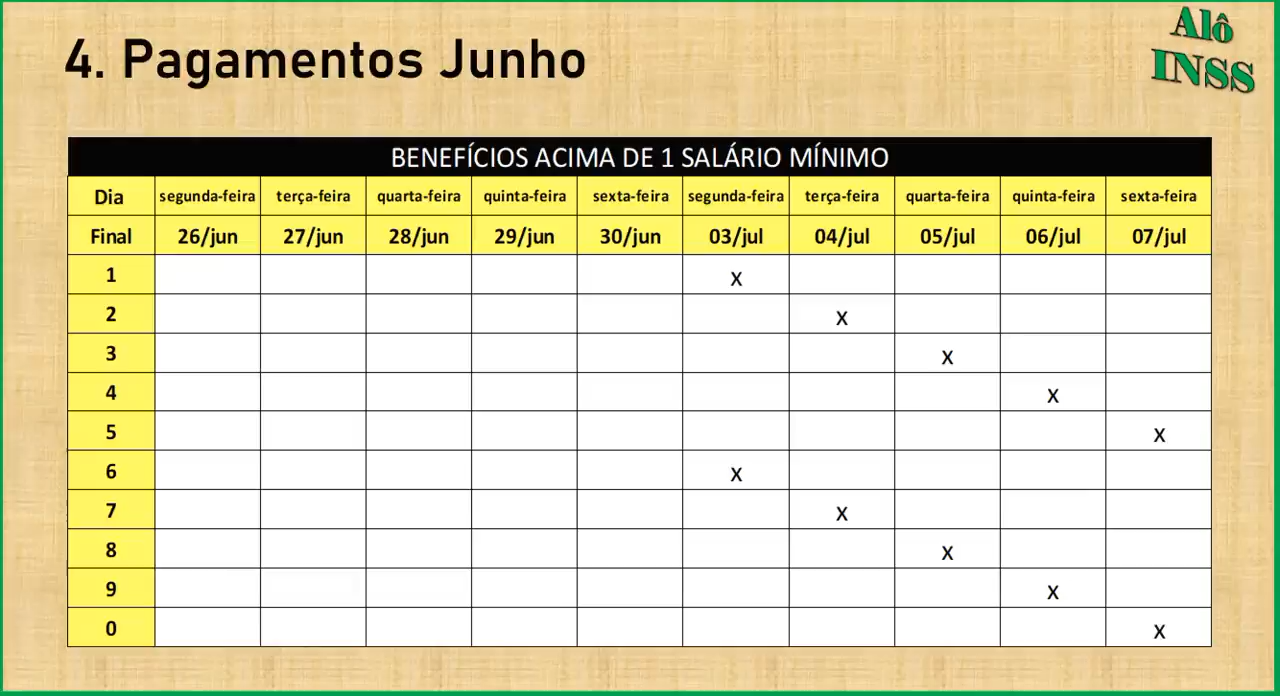 4. Pagamentos Junho
Alô
INSS
BENEFÍCIOS ACIMA DE 1 SALÁRIO MÍNIMO
Dia segunda-feira terça-feira quarta-feira quinta-feira sexta-feira segunda-feira terça-feira quarta-feira quinta-feira sexta-feira
Final 26/jun 27/jun 28/jun 29/jun 30/jun 03/jul 04/jul 05/jul 06/jul 07/jul
1 x
2 x
3 x
4 x
5 x
6 x
7 x
8 x
9 x
0 x